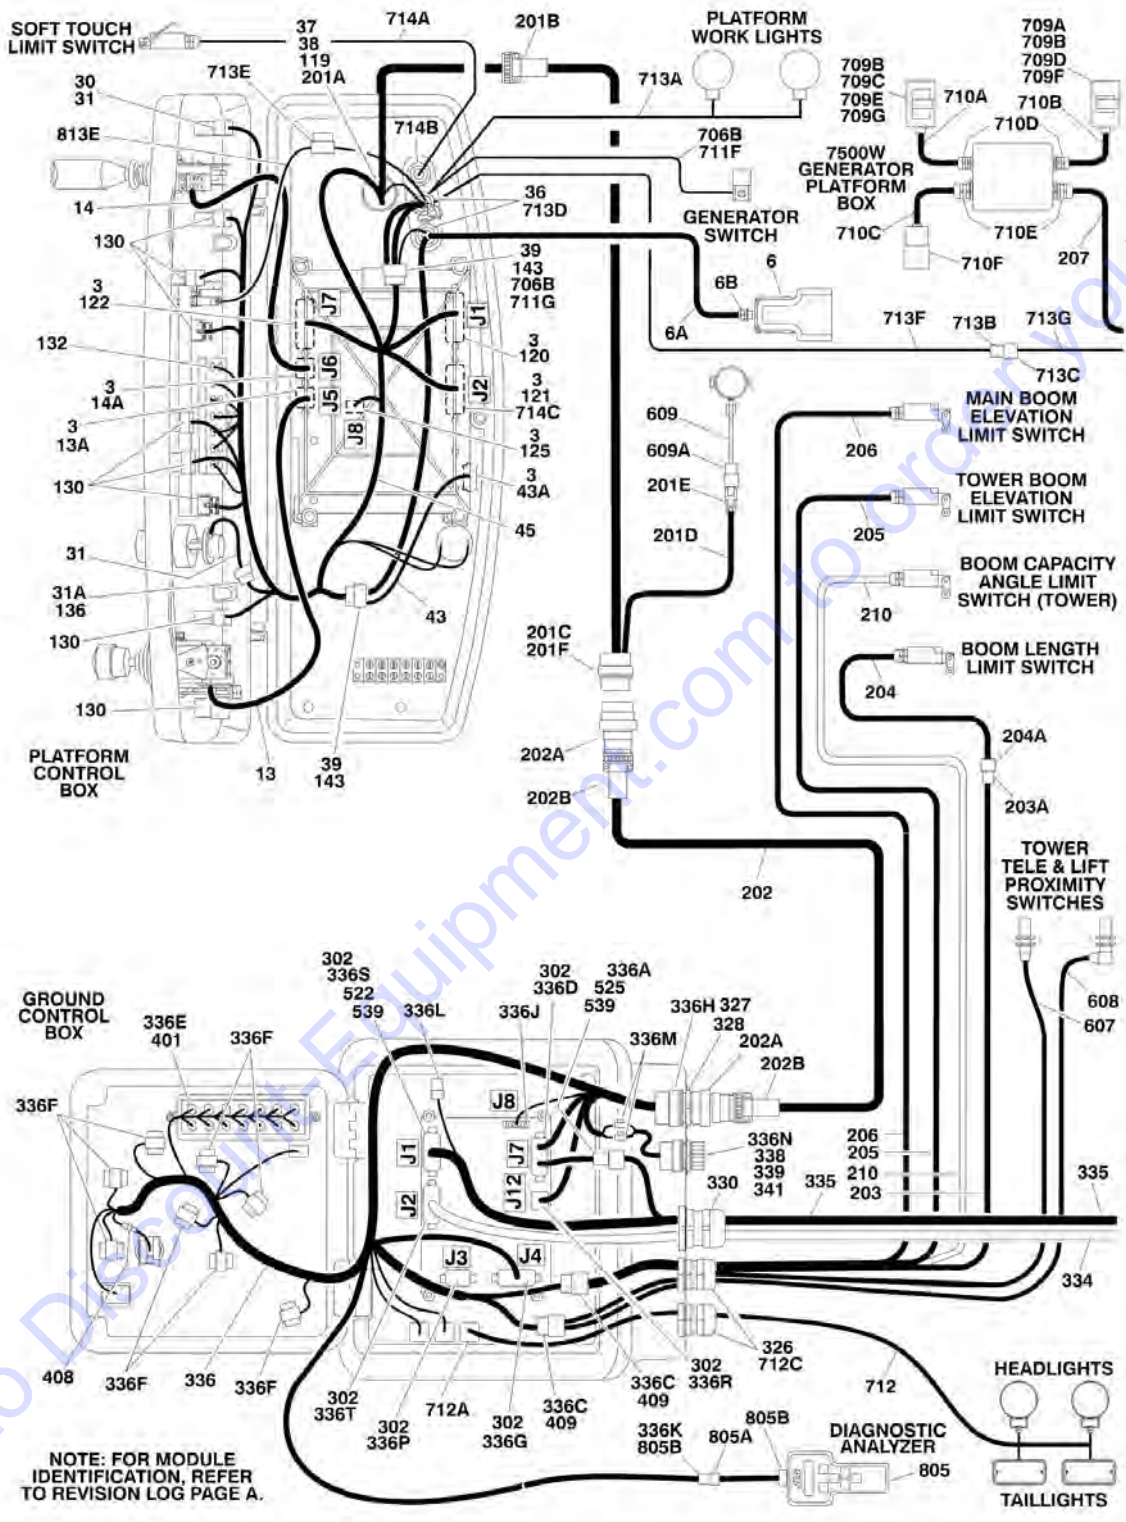 SOFT TOUCH
LIMIT SWITCH
37
38
119
201A
714A
201B
PLATFORM
WORK LIGHTS
709A
709B
709D
709F
709B
709C
709E
709G
30
31
713E
813E
714B
713A
706B
711F
710A
710B
710D
7500W
GENERATOR
PLATFORM
BOX
14
36
713D
GENERATOR
SWITCH
710C
710E
710F
207
130
39
143
706B
711G
6
6B
6A
3
122
J7
J1
713F
713B
713G
713C
132
3
120
J6
J5
J2
J8
3
14A
3
121
714C
3
13A
3
125
130
3
43A
45
609
609A
201E
201D
MAIN BOOM
ELEVATION
LIMIT SWITCH
206
TOWER BOOM
ELEVATION
LIMIT SWITCH
205
31
31A
136
130
43
BOOM CAPACITY
ANGLE LIMIT
SWITCH (TOWER)
210
201C
201F
BOOM LENGTH
LIMIT SWITCH
204
130
PLATFORM
CONTROL
BOX
13
39
143
202A
202B
204A
203A
202
TOWER
TELE & LIFT
PROXIMITY
SWITCHES
608
607
GROUND
CONTROL
BOX
302
336S
522
539
336L
302
336D
336J
336A
525
539
336M
336H
327
328
202A
202B
336E
401
336F
336F
J8
J1
J7
J2
J12
J3
J4
336N
338
339
341
206
205
210
203
330
335
335
334
408
336F
336
336F
302
336T
302
336P
712A
302
336G
336C
409
336C
409
302
336R
326
712C
712
HEADLIGHTS
336K
805B
805A
805B
DIAGNOSTIC
ANALYZER
805
TAILLIGHTS
NOTE: FOR MODULE
IDENTIFICATION, REFER
TO REVISION LOG PAGE A.
to Discount-Equipment.com to order yo